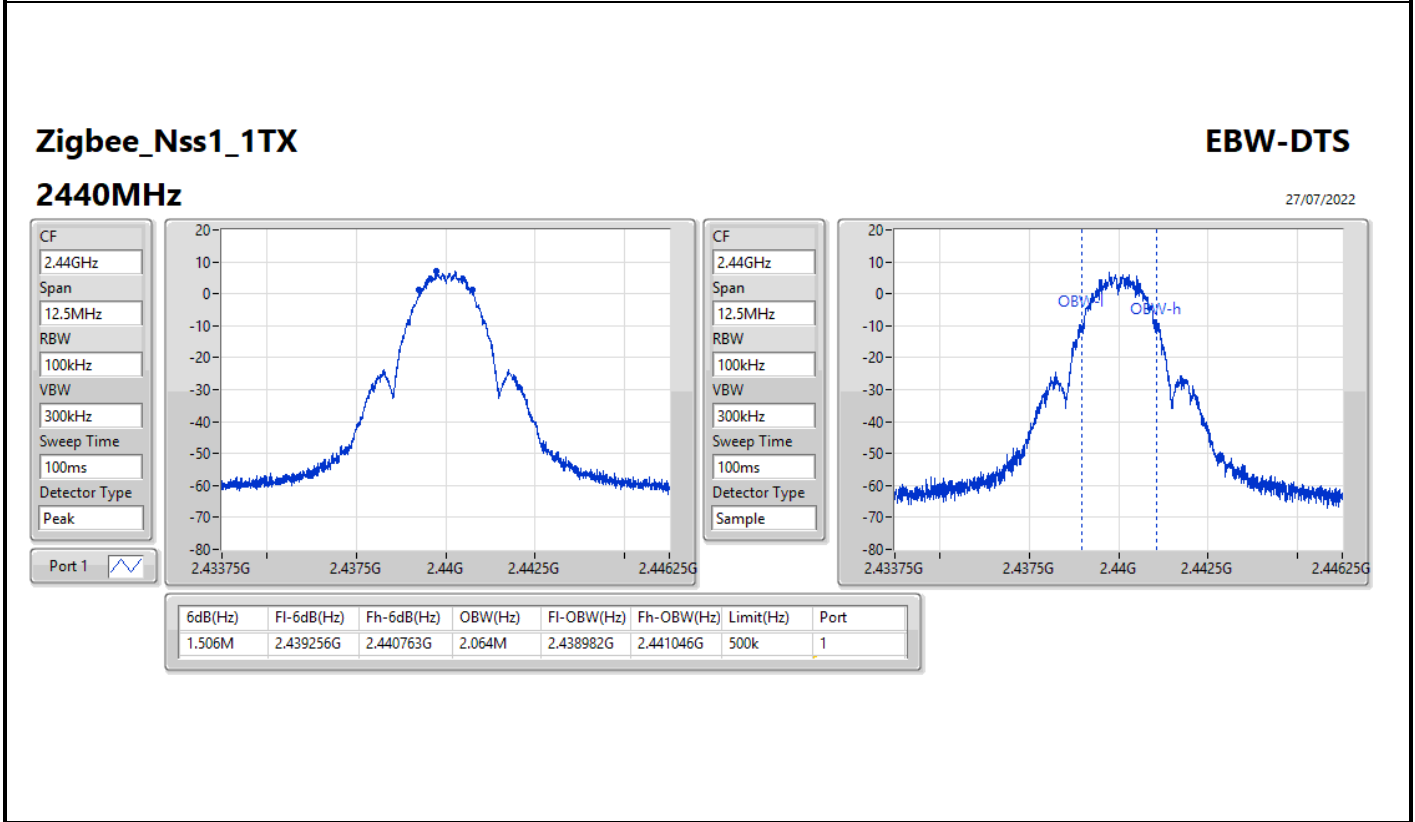 Zigbee_Nss1_1TX
EBW-DTS
2440MHz
27/07/2022
CF
2.44GHz
Span
12.5MHz
RBW
100kHz
VBW
300kHz
Sweep Time
100ms
Detector Type
Peak
Port 1
20
10
0
-10
-20
-30
-40
-50
-60
-70
-80
2.43375G 2.4375G 2.44G 2.4425G 2.44625G
CF
2.44GHz
Span
12.5MHz
RBW
100kHz
VBW
300kHz
Sweep Time
100ms
Detector Type
Sample
20
10
0
-10
-20
-30
-40
-50
-60
-70
-80
OBW-l
OBW-h
2.43375G 2.4375G 2.44G 2.4425G 2.44625G
6dB(Hz) Fl-6dB(Hz) Fh-6dB(Hz) OBW(Hz) Fl-OBW(Hz) Fh-OBW(Hz) Limit(Hz) Port
1.506M 2.439256G 2.440763G 2.064M 2.438982G 2.441046G 500k 1